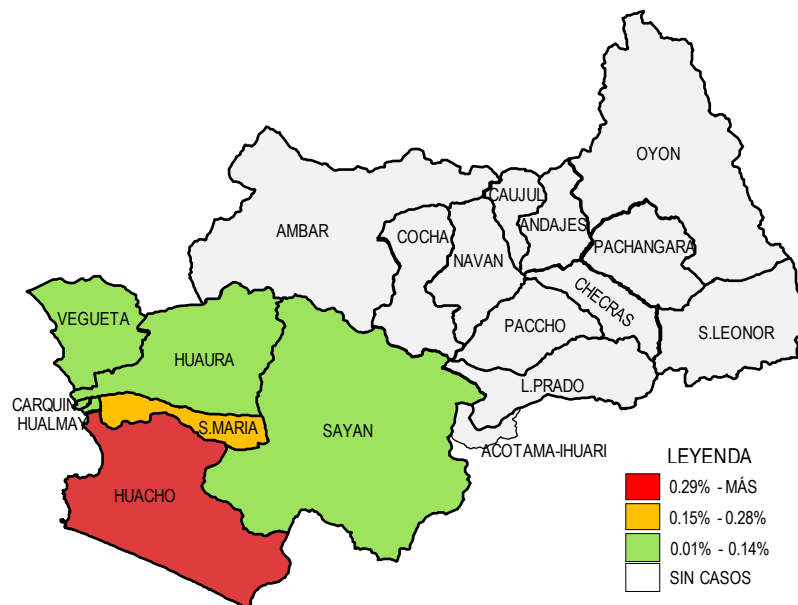 OYON
CAUJUL
ANDAJES
AMBAR
COCHA
PACHANGARA
NAVAN
CHECRAS
VEGUETA
PACCHO
S.LEONOR
HUAURA
L.PRADO
CARQUIN
HUALMAY
S.MARIA
SAYAN
ACOTAMA-IHUARI
HUACHO
LEYENDA
0.29% - MÁS
0.15% - 0.28%
0.01% - 0.14%
SIN CASOS